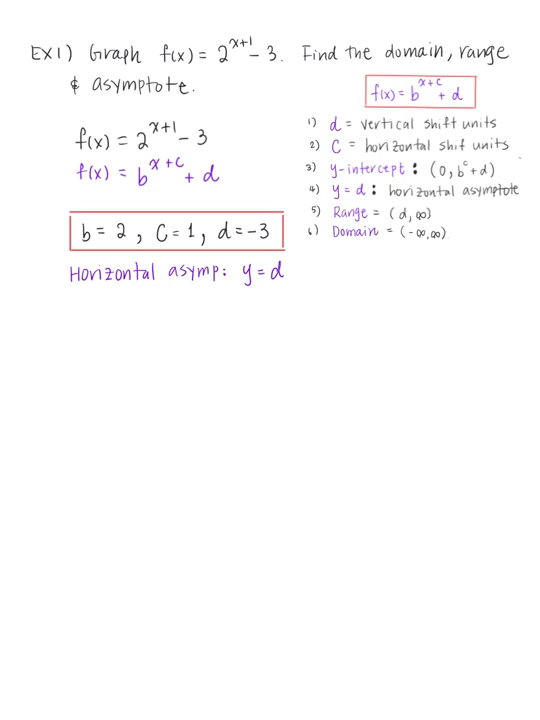 EX1) Graph f(x) = 2^{x+1} - 3. Find the domain, range
& asymptote.
f(x) = 2^{x+1} - 3
f(x) = b^{x+c} + d
b = 2, C = 1, d = -3
Horizontal asymp: y = d
f(x) = b^{x+c} + d
1) d = vertical shift units
2) C = horizontal shif units
3) y-intercept : (0, b^c + d)
4) y = d : horizontal asymptote
5) Range = (d, ∞)
6) Domain = (-∞, ∞)